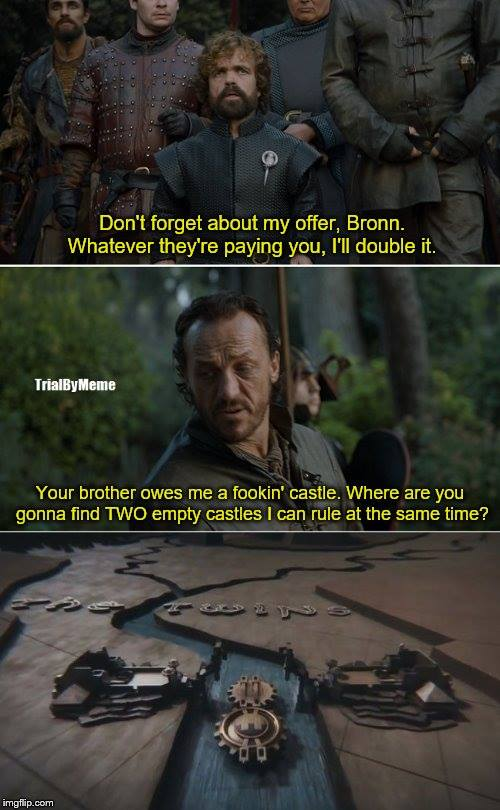 Don't forget about my offer, Bronn.
Whatever they're paying you, I'll double it.
TrialByMeme
Your brother owes me a fookin' castle. Where are you
gonna find TWO empty castles I can rule at the same time?
THE TWINS
imgflip.com